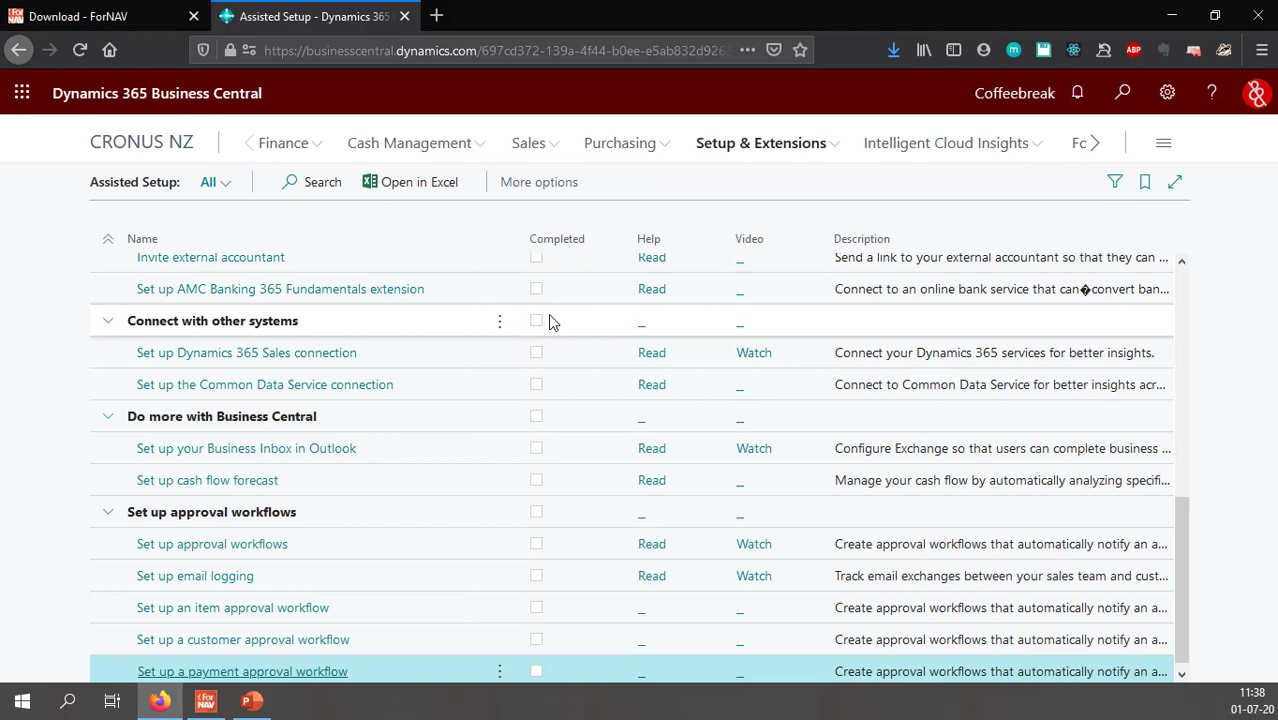 Download - ForNAV
Assisted Setup - Dynamics 365
https://businesscentral.dynamics.com/697cd372-139a-4f44-b0ee-e5ab832d926
ABP
Dynamics 365 Business Central
Coffeebreak
CRONUS NZ
Finance
Cash Management
Sales
Purchasing
Setup & Extensions
Intelligent Cloud Insights
Fc
Assisted Setup: All
Search
Open in Excel
More options
Name Completed Help Video Description
Invite external accountant Read _ Send a link to your external accountant so that they can ...
Set up AMC Banking 365 Fundamentals extension Read _ Connect to an online bank service that can�convert ban...
Connect with other systems _ _
Set up Dynamics 365 Sales connection Read Watch Connect your Dynamics 365 services for better insights.
Set up the Common Data Service connection Read _ Connect to Common Data Service for better insights acr...
Do more with Business Central _ _
Set up your Business Inbox in Outlook Read Watch Configure Exchange so that users can complete business ...
Set up cash flow forecast Read _ Manage your cash flow by automatically analyzing specifi...
Set up approval workflows _ _
Set up approval workflows Read Watch Create approval workflows that automatically notify an a...
Set up email logging Read Watch Track email exchanges between your sales team and cust...
Set up an item approval workflow _ _ Create approval workflows that automatically notify an a...
Set up a customer approval workflow _ _ Create approval workflows that automatically notify an a...
Set up a payment approval workflow _ _ Create approval workflows that automatically notify an a...
For NAV
11:38
01-07-20